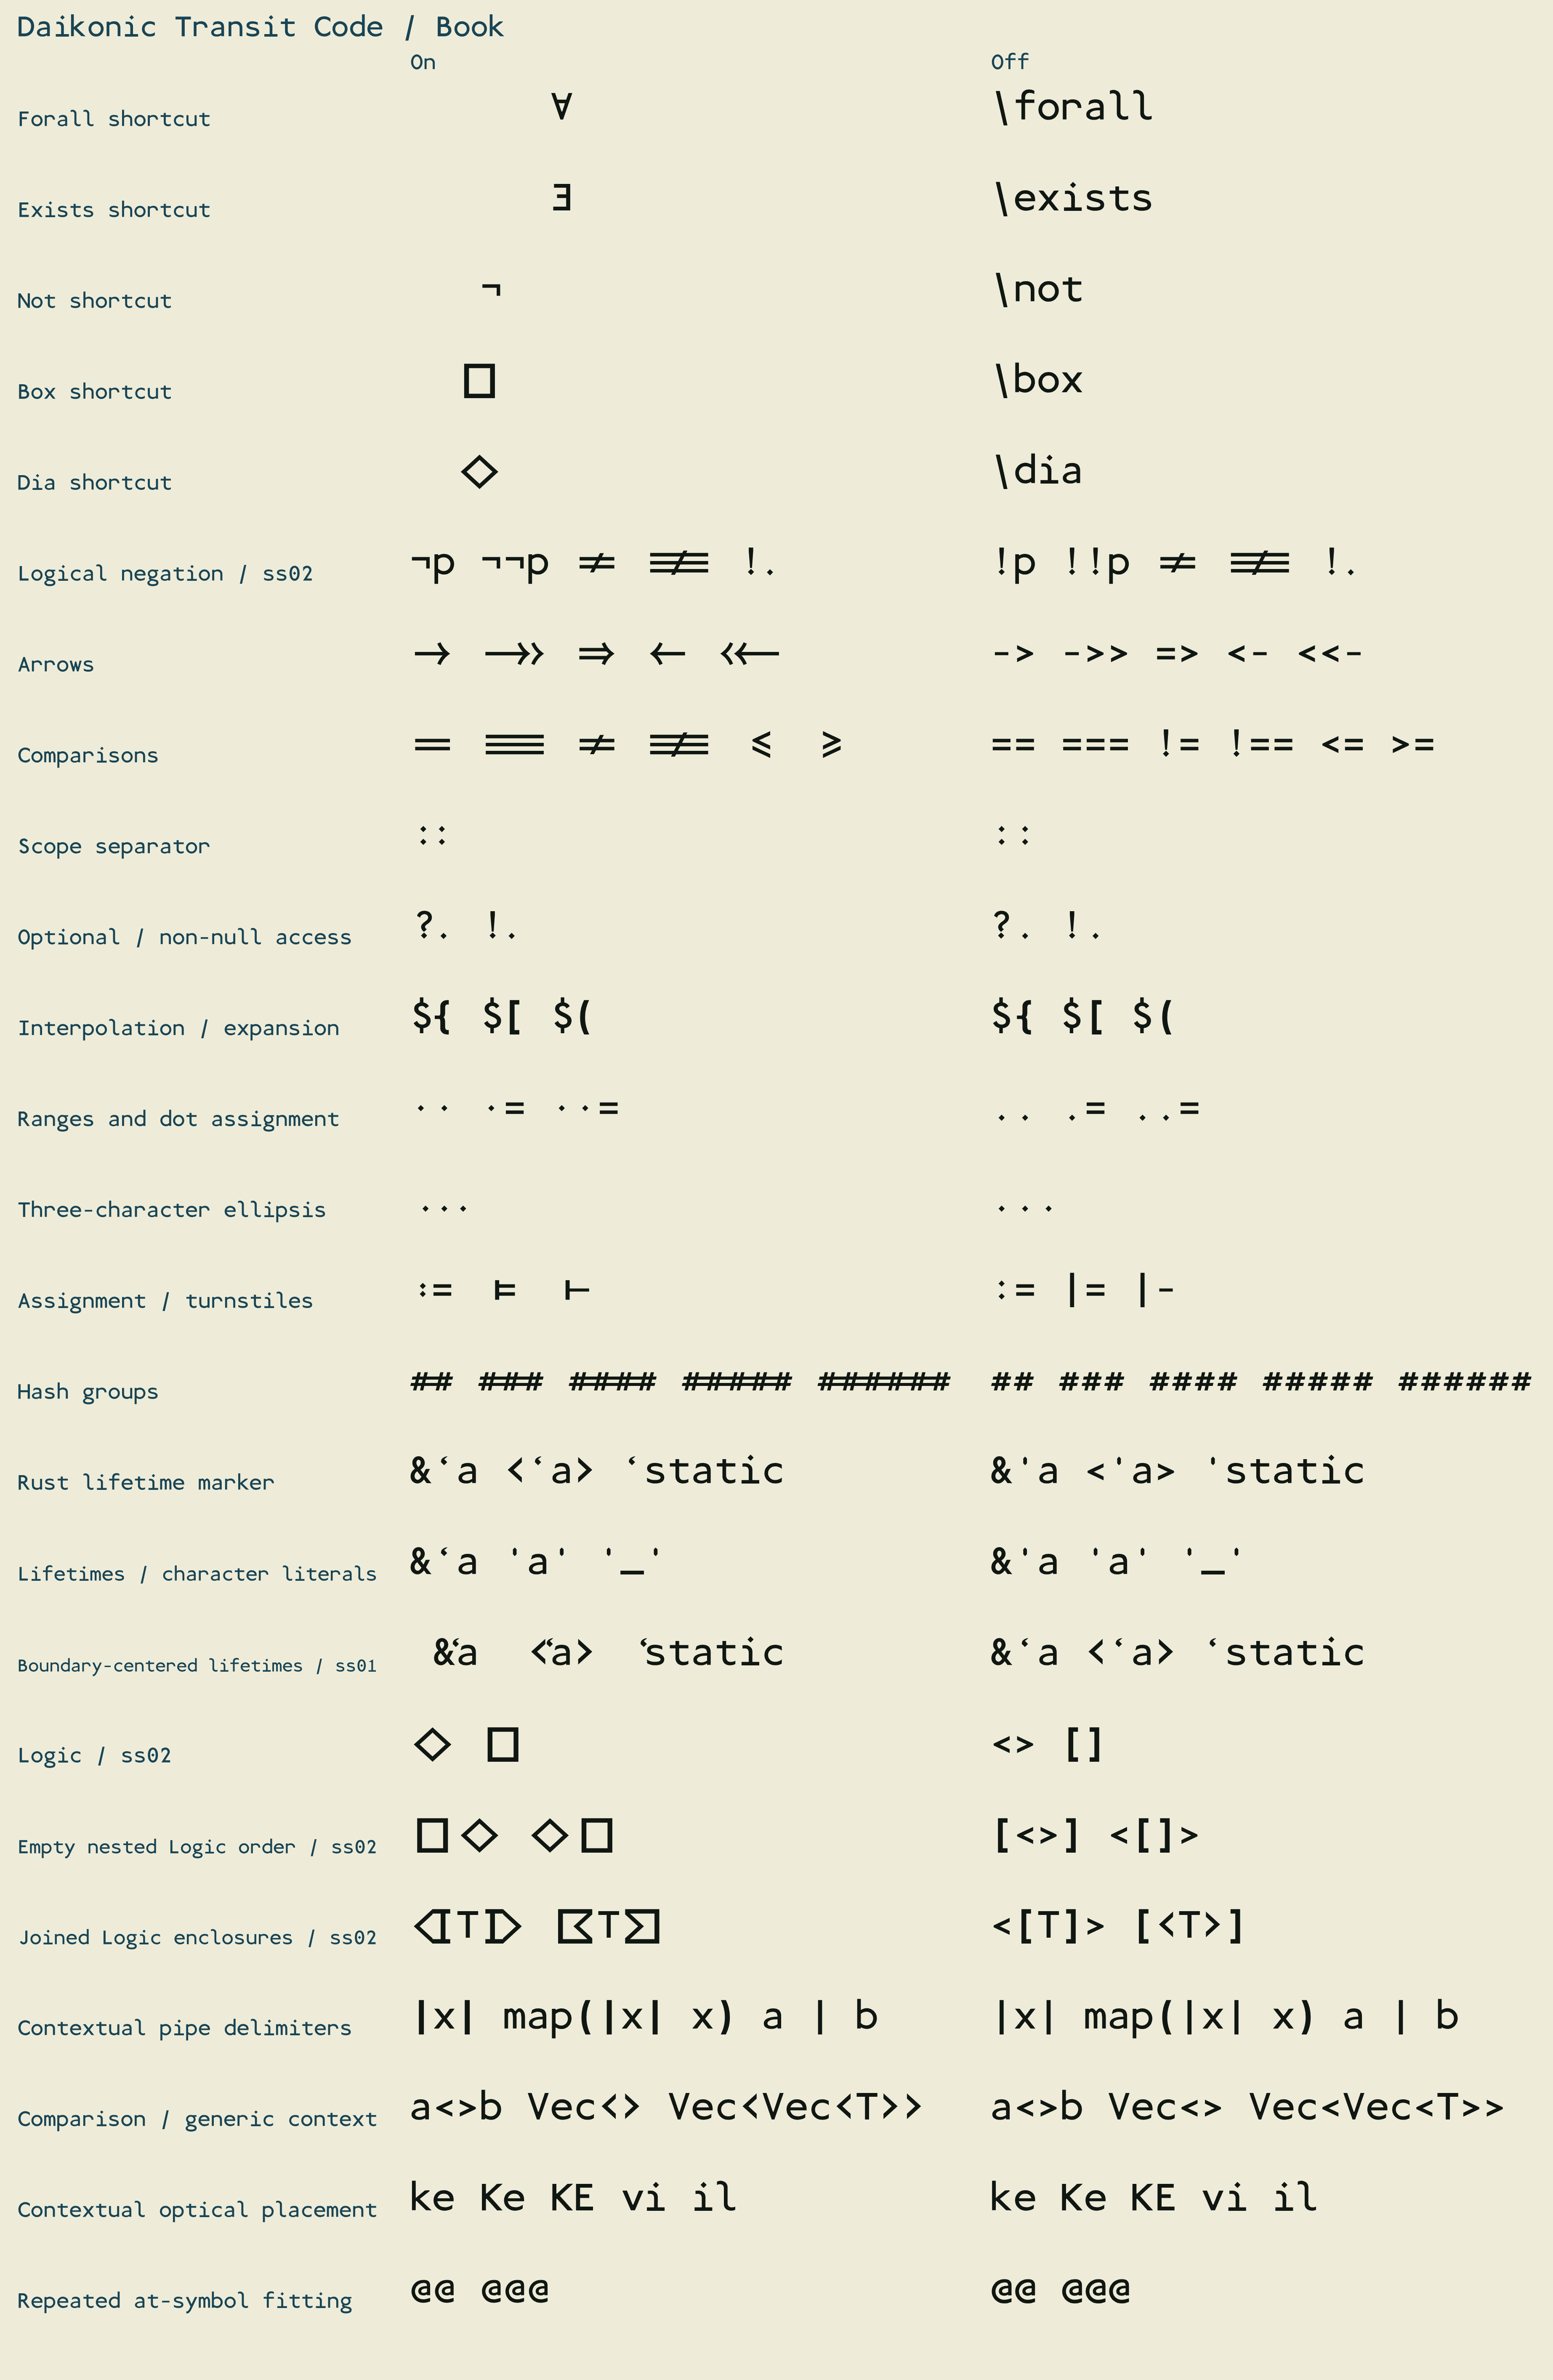 Daikonic Transit Code / Book
On Off
Forall shortcut ∀ \forall
Exists shortcut ∃ \exists
Not shortcut ¬ \not
Box shortcut □ \box
Dia shortcut ◇ \dia
Logical negation / ss02 ¬p ¬¬p ≠ ≢ !. !p !!p ≠ ≢ !.
Arrows → ↠ ⇒ ← ↞ -> ->> => <- <<-
Comparisons == ≡ ≠ ≢ ⩽ ⩾ == === != !== <= >=
Scope separator :: ::
Optional / non-null access ?. !. ?. !.
Interpolation / expansion ${ $[ $( ${ $[ $(
Ranges and dot assignment ·· ·= ··= .. .= ..=
Three-character ellipsis ... ...
Assignment / turnstiles := ⊨ ⊢ := |= |-
Hash groups ## ### #### ##### ###### ## ### #### ##### ######
Rust lifetime marker &‘a <‘a> ‘static &'a <'a> 'static
Lifetimes / character literals &‘a 'a' '_' &'a 'a' '_'
Boundary-centered lifetimes / ss01 &‘a <‘a> ‘static &‘a <‘a> ‘static
Logic / ss02 ◇ □ <> []
Empty nested Logic order / ss02 □◇ ◇□ [<>] <[]>
Joined Logic enclosures / ss02 <[T]> [<T>] <[T]> [<T>]
Contextual pipe delimiters |x| map(|x| x) a | b |x| map(|x| x) a | b
Comparison / generic context a<>b Vec<> Vec<Vec<T>> a<>b Vec<> Vec<Vec<T>>
Contextual optical placement ke Ke KE vi il ke Ke KE vi il
Repeated at-symbol fitting @@ @@@ @@ @@@